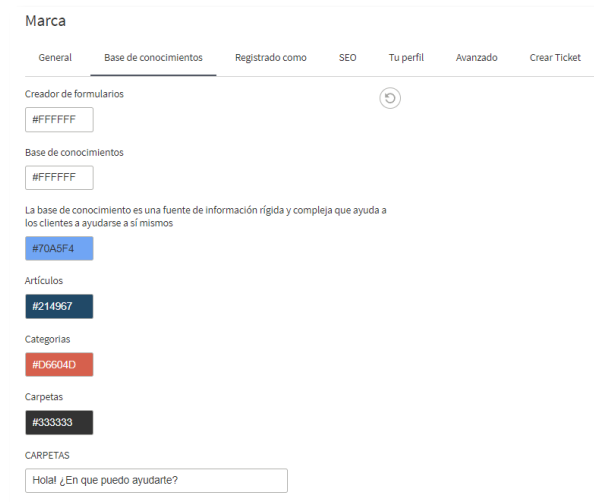 Marca
General Base de conocimientos Registrado como SEO Tu perfil Avanzado Crear Ticket
Creador de formularios
#FFFFFF
Base de conocimientos
#FFFFFF
La base de conocimiento es una fuente de información rígida y compleja que ayuda a
los clientes a ayudarse a sí mismos
#70A5F4
Artículos
#214967
Categorias
#D6604D
Carpetas
#333333
CARPETAS
Hola! ¿En que puedo ayudarte?